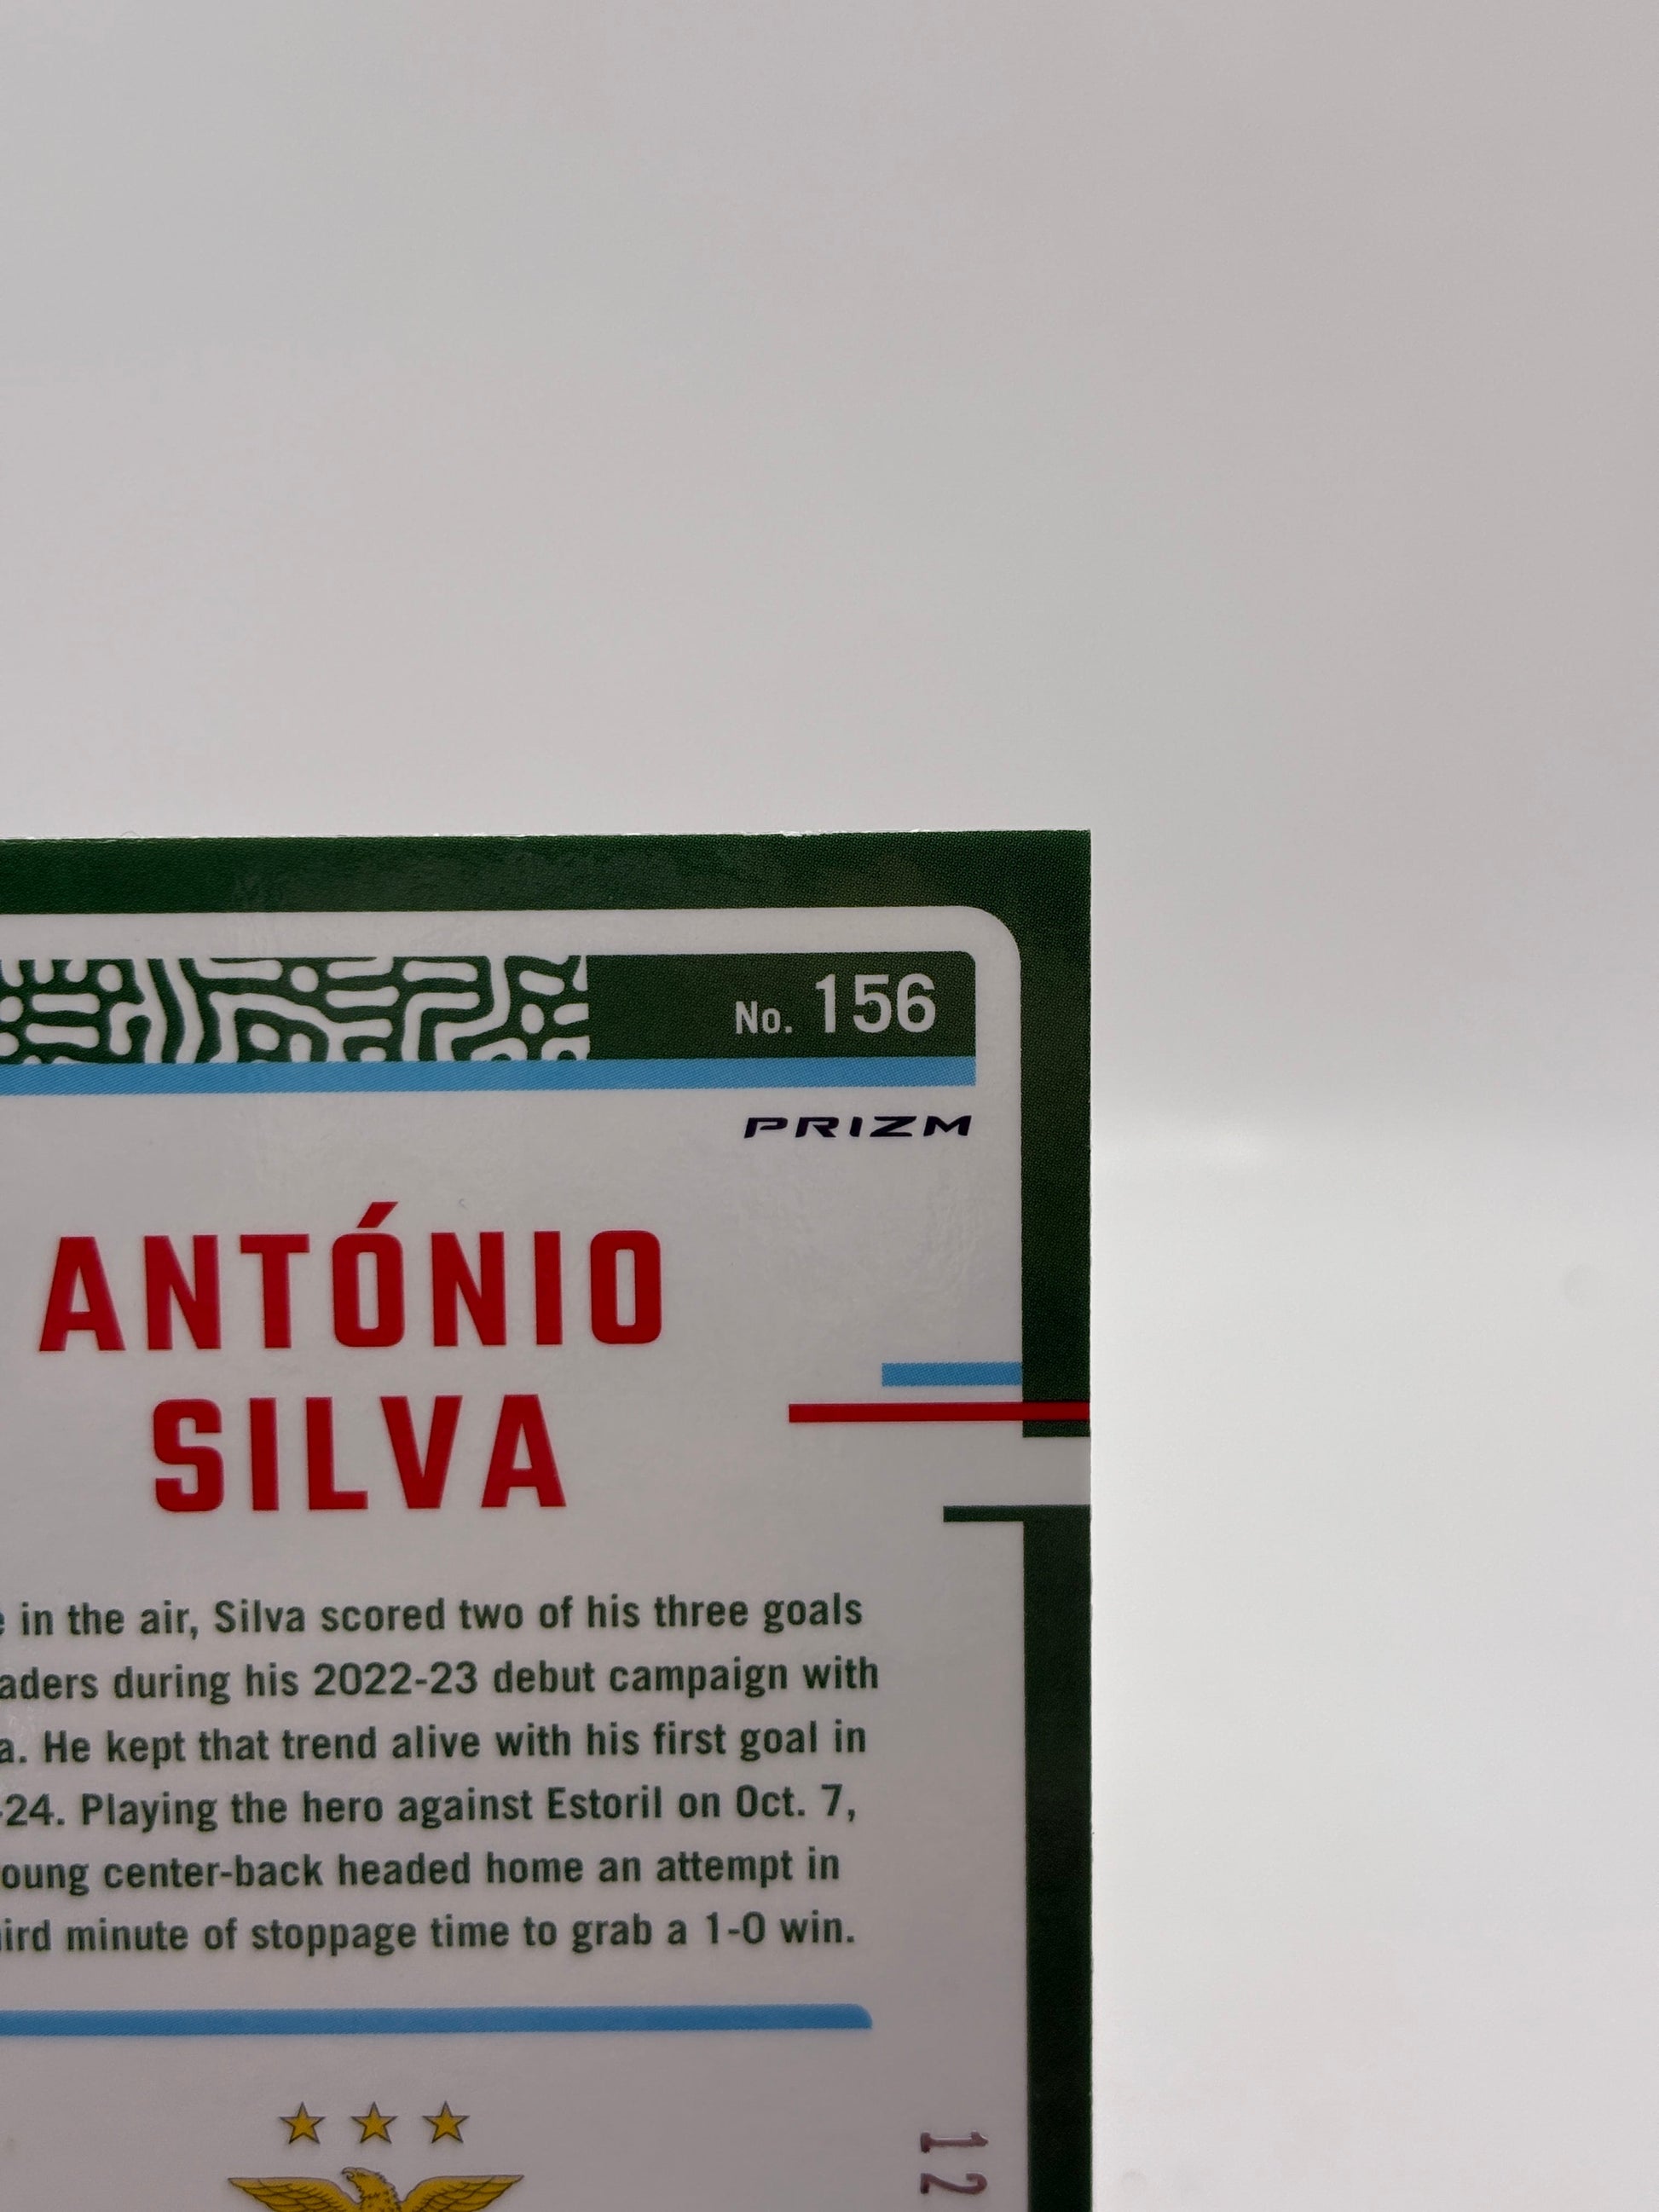 No. 156
PRIZM
ANTÓNIO
SILVA
in the air, Silva scored two of his three goals
during his 2022-23 debut campaign with
He kept that trend alive with his first goal in
-24. Playing the hero against Estoril on Oct. 7,
center-back headed home an attempt in
minute of stoppage time to grab a 1-0 win.
12